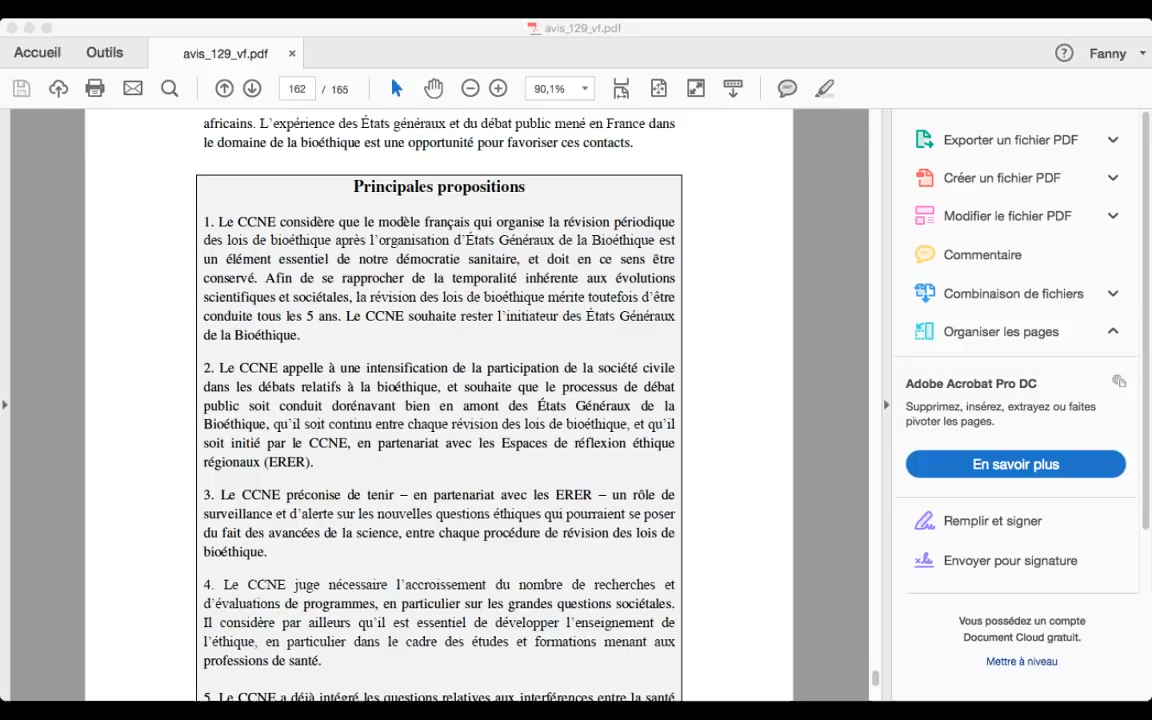 avis_129_vf.pdf
Accueil Outils avis_129_vf.pdf × ? Fanny
162 / 165 90,1%
africains. L'expérience des États généraux et du débat public mené en France dans
le domaine de la bioéthique est une opportunité pour favoriser ces contacts.
Principales propositions
1. Le CCNE considère que le modèle français qui organise la révision périodique
des lois de bioéthique après l'organisation d'États Généraux de la Bioéthique est
un élément essentiel de notre démocratie sanitaire, et doit en ce sens être
conservé. Afin de se rapprocher de la temporalité inhérente aux évolutions
scientifiques et sociétales, la révision des lois de bioéthique mérite toutefois d'être
conduite tous les 5 ans. Le CCNE souhaite rester l'initiateur des États Généraux
de la Bioéthique.
2. Le CCNE appelle à une intensification de la participation de la société civile
dans les débats relatifs à la bioéthique, et souhaite que le processus de débat
public soit conduit dorénavant bien en amont des États Généraux de la
Bioéthique, qu'il soit continu entre chaque révision des lois de bioéthique, et qu'il
soit initié par le CCNE, en partenariat avec les Espaces de réflexion éthique
régionaux (ERER).
3. Le CCNE préconise de tenir – en partenariat avec les ERER – un rôle de
surveillance et d'alerte sur les nouvelles questions éthiques qui pourraient se poser
du fait des avancées de la science, entre chaque procédure de révision des lois de
bioéthique.
4. Le CCNE juge nécessaire l'accroissement du nombre de recherches et
d'évaluations de programmes, en particulier sur les grandes questions sociétales.
Il considère par ailleurs qu'il est essentiel de développer l'enseignement de
l'éthique, en particulier dans le cadre des études et formations menant aux
professions de santé.
5. Le CCNE a déjà intégré les questions relatives aux interférences entre la santé
Exporter un fichier PDF
Créer un fichier PDF
Modifier le fichier PDF
Commentaire
Combinaison de fichiers
Organiser les pages
Adobe Acrobat Pro DC
Supprimez, insérez, extrayez ou faites
pivoter les pages.
En savoir plus
Remplir et signer
Envoyer pour signature
Vous possédez un compte
Document Cloud gratuit.
Mettre à niveau